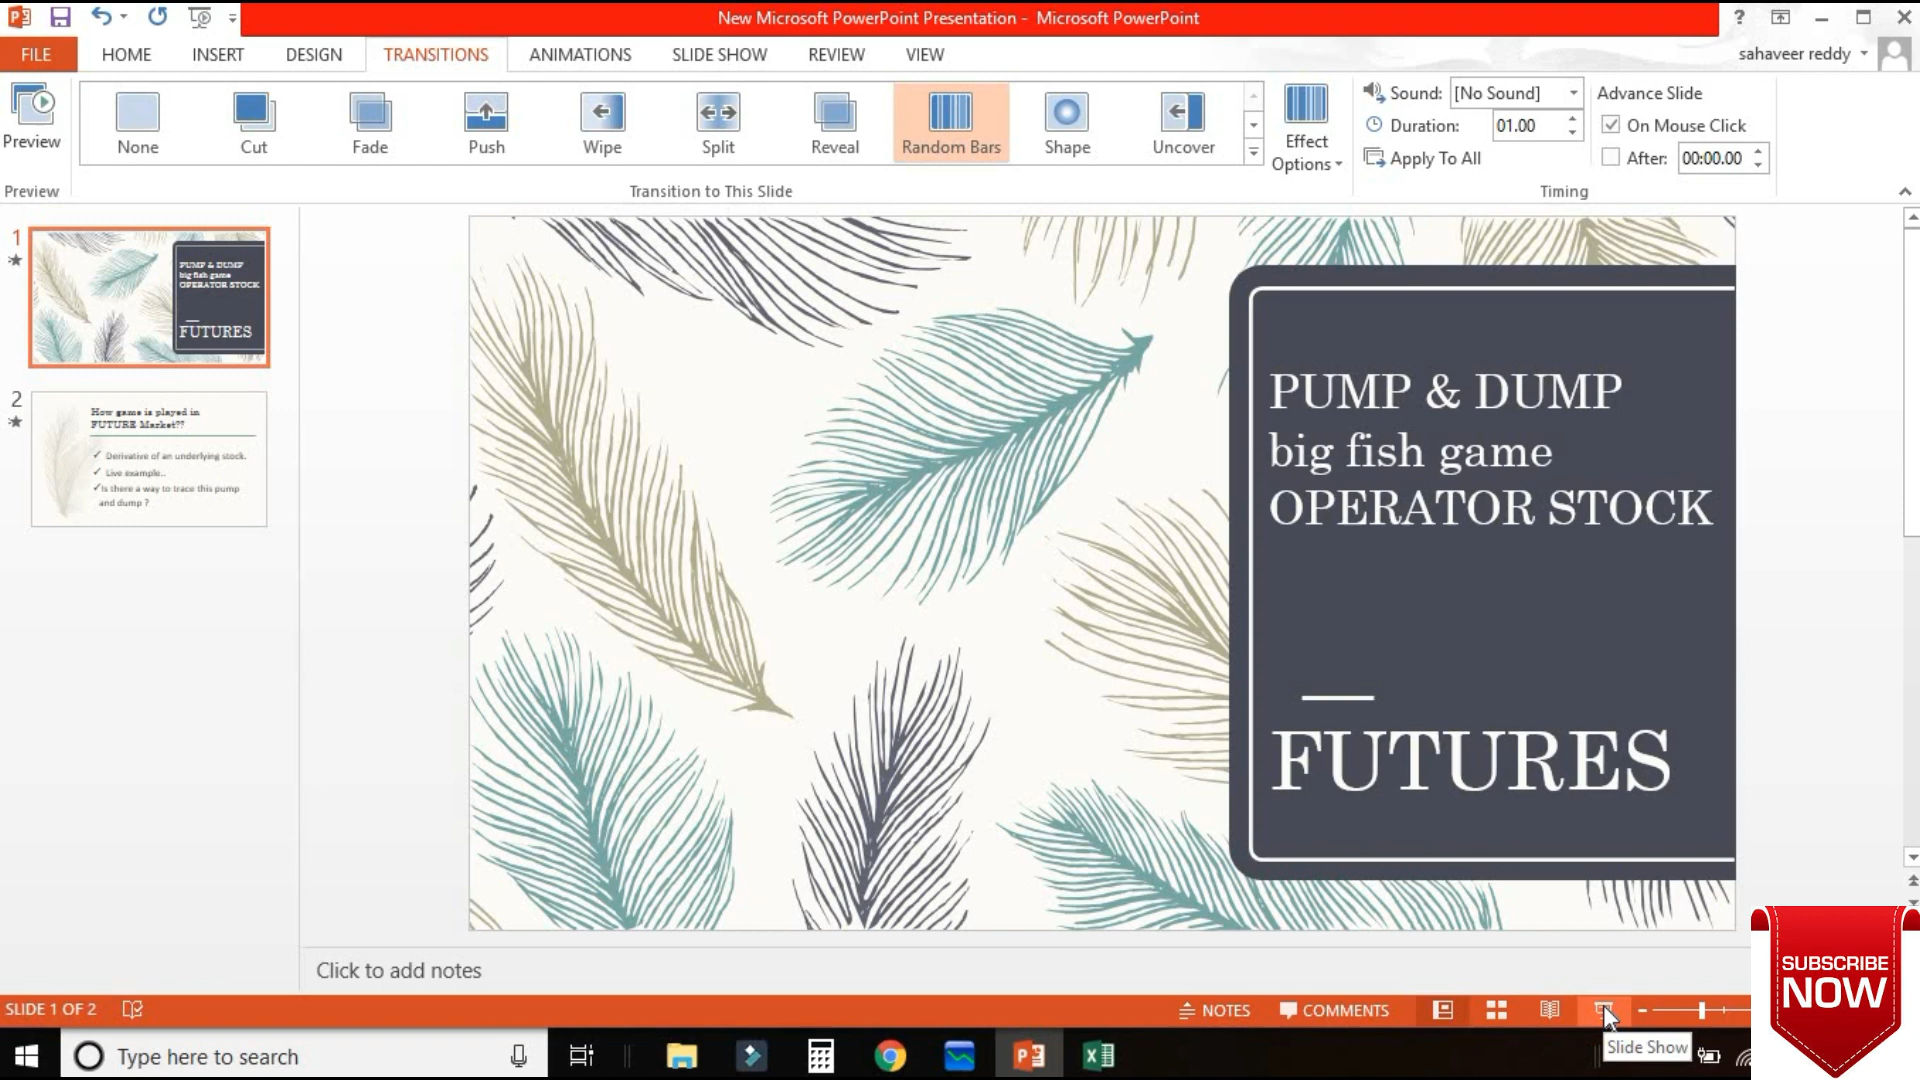 New Microsoft PowerPoint Presentation - Microsoft PowerPoint
?
FILE HOME INSERT DESIGN TRANSITIONS ANIMATIONS SLIDE SHOW REVIEW VIEW
sahaveer reddy
Preview
None Cut Fade Push Wipe Split Reveal Random Bars Shape Uncover
Effect
Options
Sound: [No Sound]
Duration: 01.00
Apply To All
Advance Slide
On Mouse Click
After: 00:00.00
Preview
Transition to This Slide
Timing
1
PUMP & DUMP
big fish game
OPERATOR STOCK
FUTURES
2
How game is played in
FUTURE Market??
✓ Derivative of an underlying stock.
✓ Live example..
✓Is there a way to trace this pump
and dump ?
PUMP & DUMP
big fish game
OPERATOR STOCK
FUTURES
Click to add notes
SLIDE 1 OF 2
NOTES
COMMENTS
Slide Show
Type here to search
SUBSCRIBE
NOW